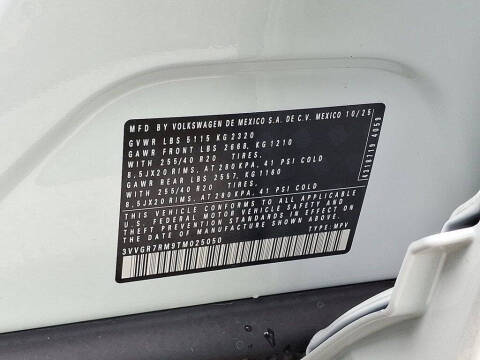 MFD BY VOLKSWAGEN DE MEXICO S.A. DE C.V. MEXICO 10/25
GVWR LBS 5115 KG 2320
GAWR FRONT LBS 2668, KG 1210
WITH 255/40 R20 TIRES.
8,5JX20 RIMS, AT 280KPA, 41 PSI COLD
GAWR REAR LBS 2557, KG 1160
WITH 255/40 R20 TIRES.
8,5JX20 RIMS, AT 280KPA, 41 PSI COLD
THIS VEHICLE CONFORMS TO ALL APPLICABLE
U.S. FEDERAL MOTOR VEHICLE SAFETY AND
THEFT PREVENTION STANDARDS IN EFFECT ON
THE DATE OF MANUFACTURE SHOWN ABOVE
3VVGR7RM9TM025050 TYPE: MPV
4059